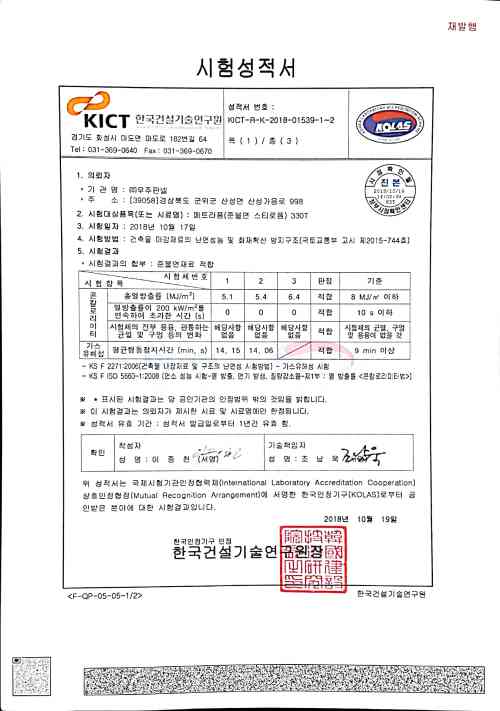 재발행
시험성적서
KICT 한국건설기술연구원
경기도 화성시 마도면 마도로 182번길 64
Tel : 031-369-0640 Fax : 031-369-0670
성적서 번호 :
KICT-R-K-2018-01539-1-2
쪽 ( 1 ) / 총 ( 3 )
KOLAS
1. 의뢰자
◦ 기 관 명 : ㈜우주판넬
◦ 주 소 : [39058]경상북도 군위군 산성면 산성가음로 998
원본
2018/10/19
2. 시험대상품목(또는 시료명) : 메트라폼(준불연 스티로폼) 330T
3. 시험일자 : 2018년 10월 17일
4. 시험방법 : 건축물 마감재료의 난연성능 및 화재확산 방지구조(국토교통부 고시 제2015-744호)
5. 시험결과
◦ 시험결과의 합부 : 준불연재료 적합
시험체번호
시험항목
1 2 3 판정 기준
콘칼로리미터
총열방출률 (MJ/m²) 5.1 5.4 6.4 적합 8 MJ/㎡ 이하
열방출률이 200 kW/m²를 연속하여 초과한 시간 (s) 0 0 0 적합 10 s 이하
시험체의 전부 용융, 관통하는 균열 및 구멍 등의 변화 해당사항 없음 해당사항 없음 해당사항 없음 적합 시험체의 균열, 구멍 및 용융이 없을 것
가스유해성 평균행동정지시간 (min, s) 14, 15 14, 06 적합 9 min 이상
- KS F 2271:2006(건축물 내장재료 및 구조의 난연성 시험방법) - 가스유해성 시험
- KS F ISO 5660-1:2008 (연소 성능 시험-열 방출, 연기 발생, 질량감소율-제1부 : 열 방출률 <콘칼로리미터법>)
※ * 표시된 시험결과는 당 공인기관의 인정범위 밖의 것임을 밝힙니다.
※ 이 시험결과는 의뢰자가 제시한 시료 및 시료명에만 한정됩니다.
※ 성적서 유효 기간 : 성적서 발급일로부터 1년간 유효 함.
확인
작성자
성 명 : 이 종 천 (서명)
기술책임자
성 명 : 조 남 욱
위 성적서는 국제시험기관인정협력체(International Laboratory Accreditation Cooperation)
상호인정협정(Mutual Recognition Arrangement)에 서명한 한국인정기구(KOLAS)로부터 공
인받은 분야에 대한 시험결과입니다.
2018년 10월 19일
한국인정기구 인정
한국건설기술연구원장
<F-QP-05-05-1/2>
한국건설기술연구원